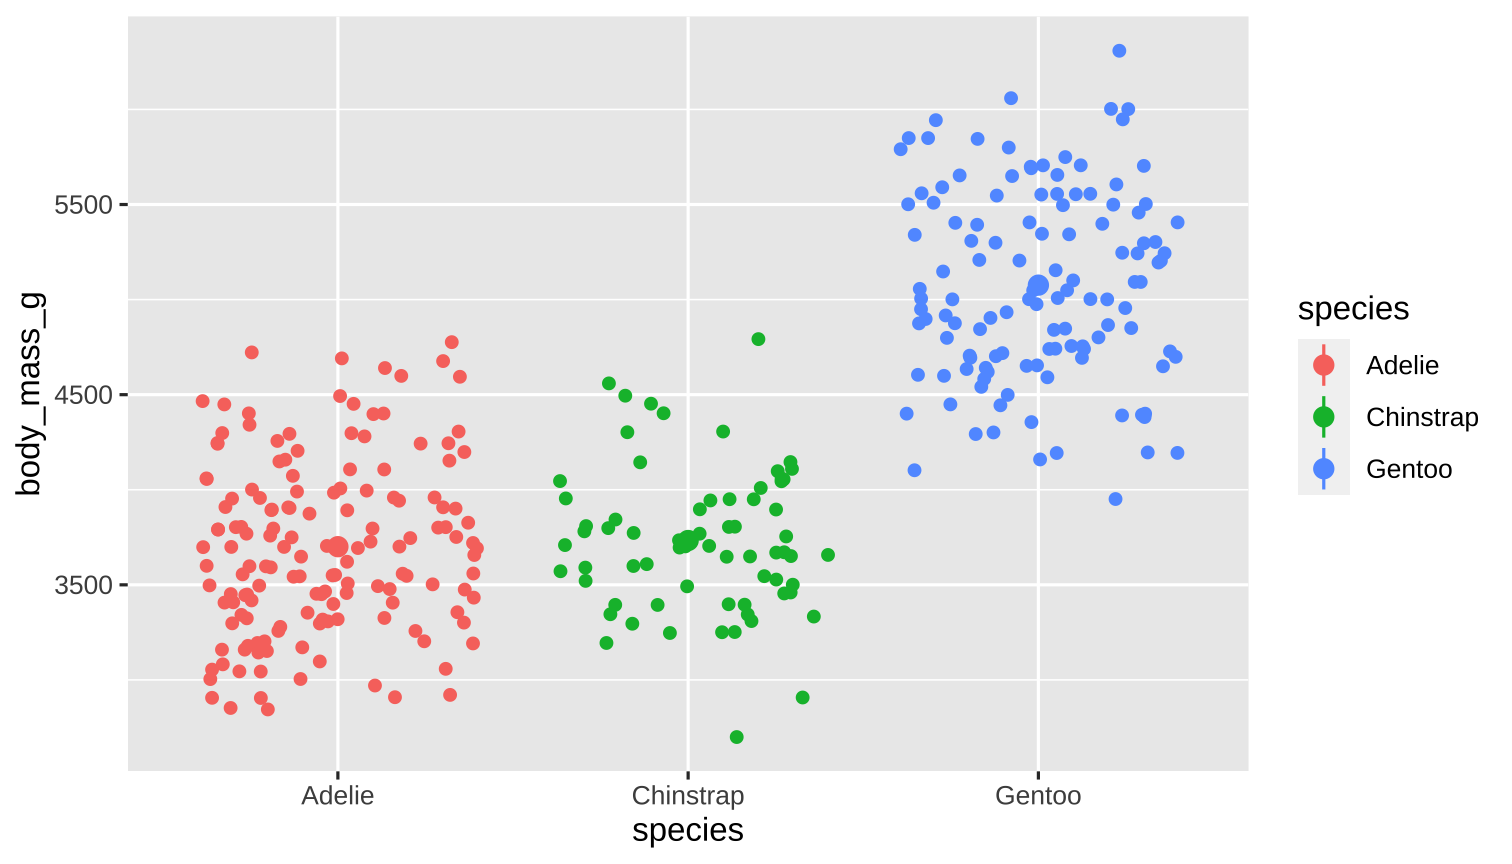 body_mass_g
5500
4500
3500
Adelie
Chinstrap
Gentoo
species
species
Adelie
Chinstrap
Gentoo